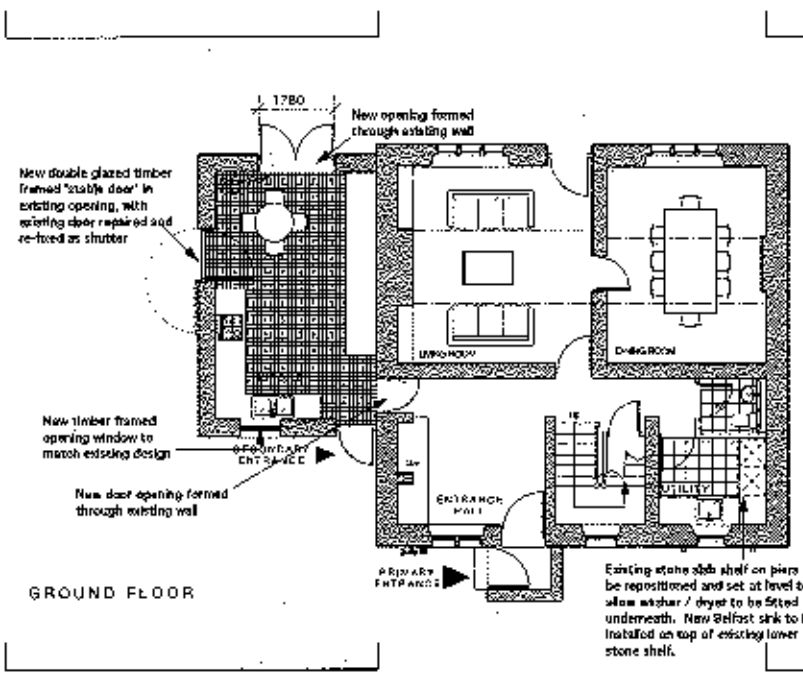 1780
New opening formed
through existing wall
New double glazed timber
framed "stable door" in
existing opening, with
existing door repaired and
re-fixed as shutter
LIVING ROOM
DINING ROOM
New timber framed
opening window to
match existing design
SECONDARY
ENTRANCE
UP
New door opening formed
through existing wall
ENTRANCE
HALL
UTILITY
PRIMARY
ENTRANCE
GROUND FLOOR
Existing stone slab shelf on piers
be repositioned and set at level to
allow washer / dryer to be fitted
underneath. New Belfast sink to
installed on top of existing lower
stone shelf.